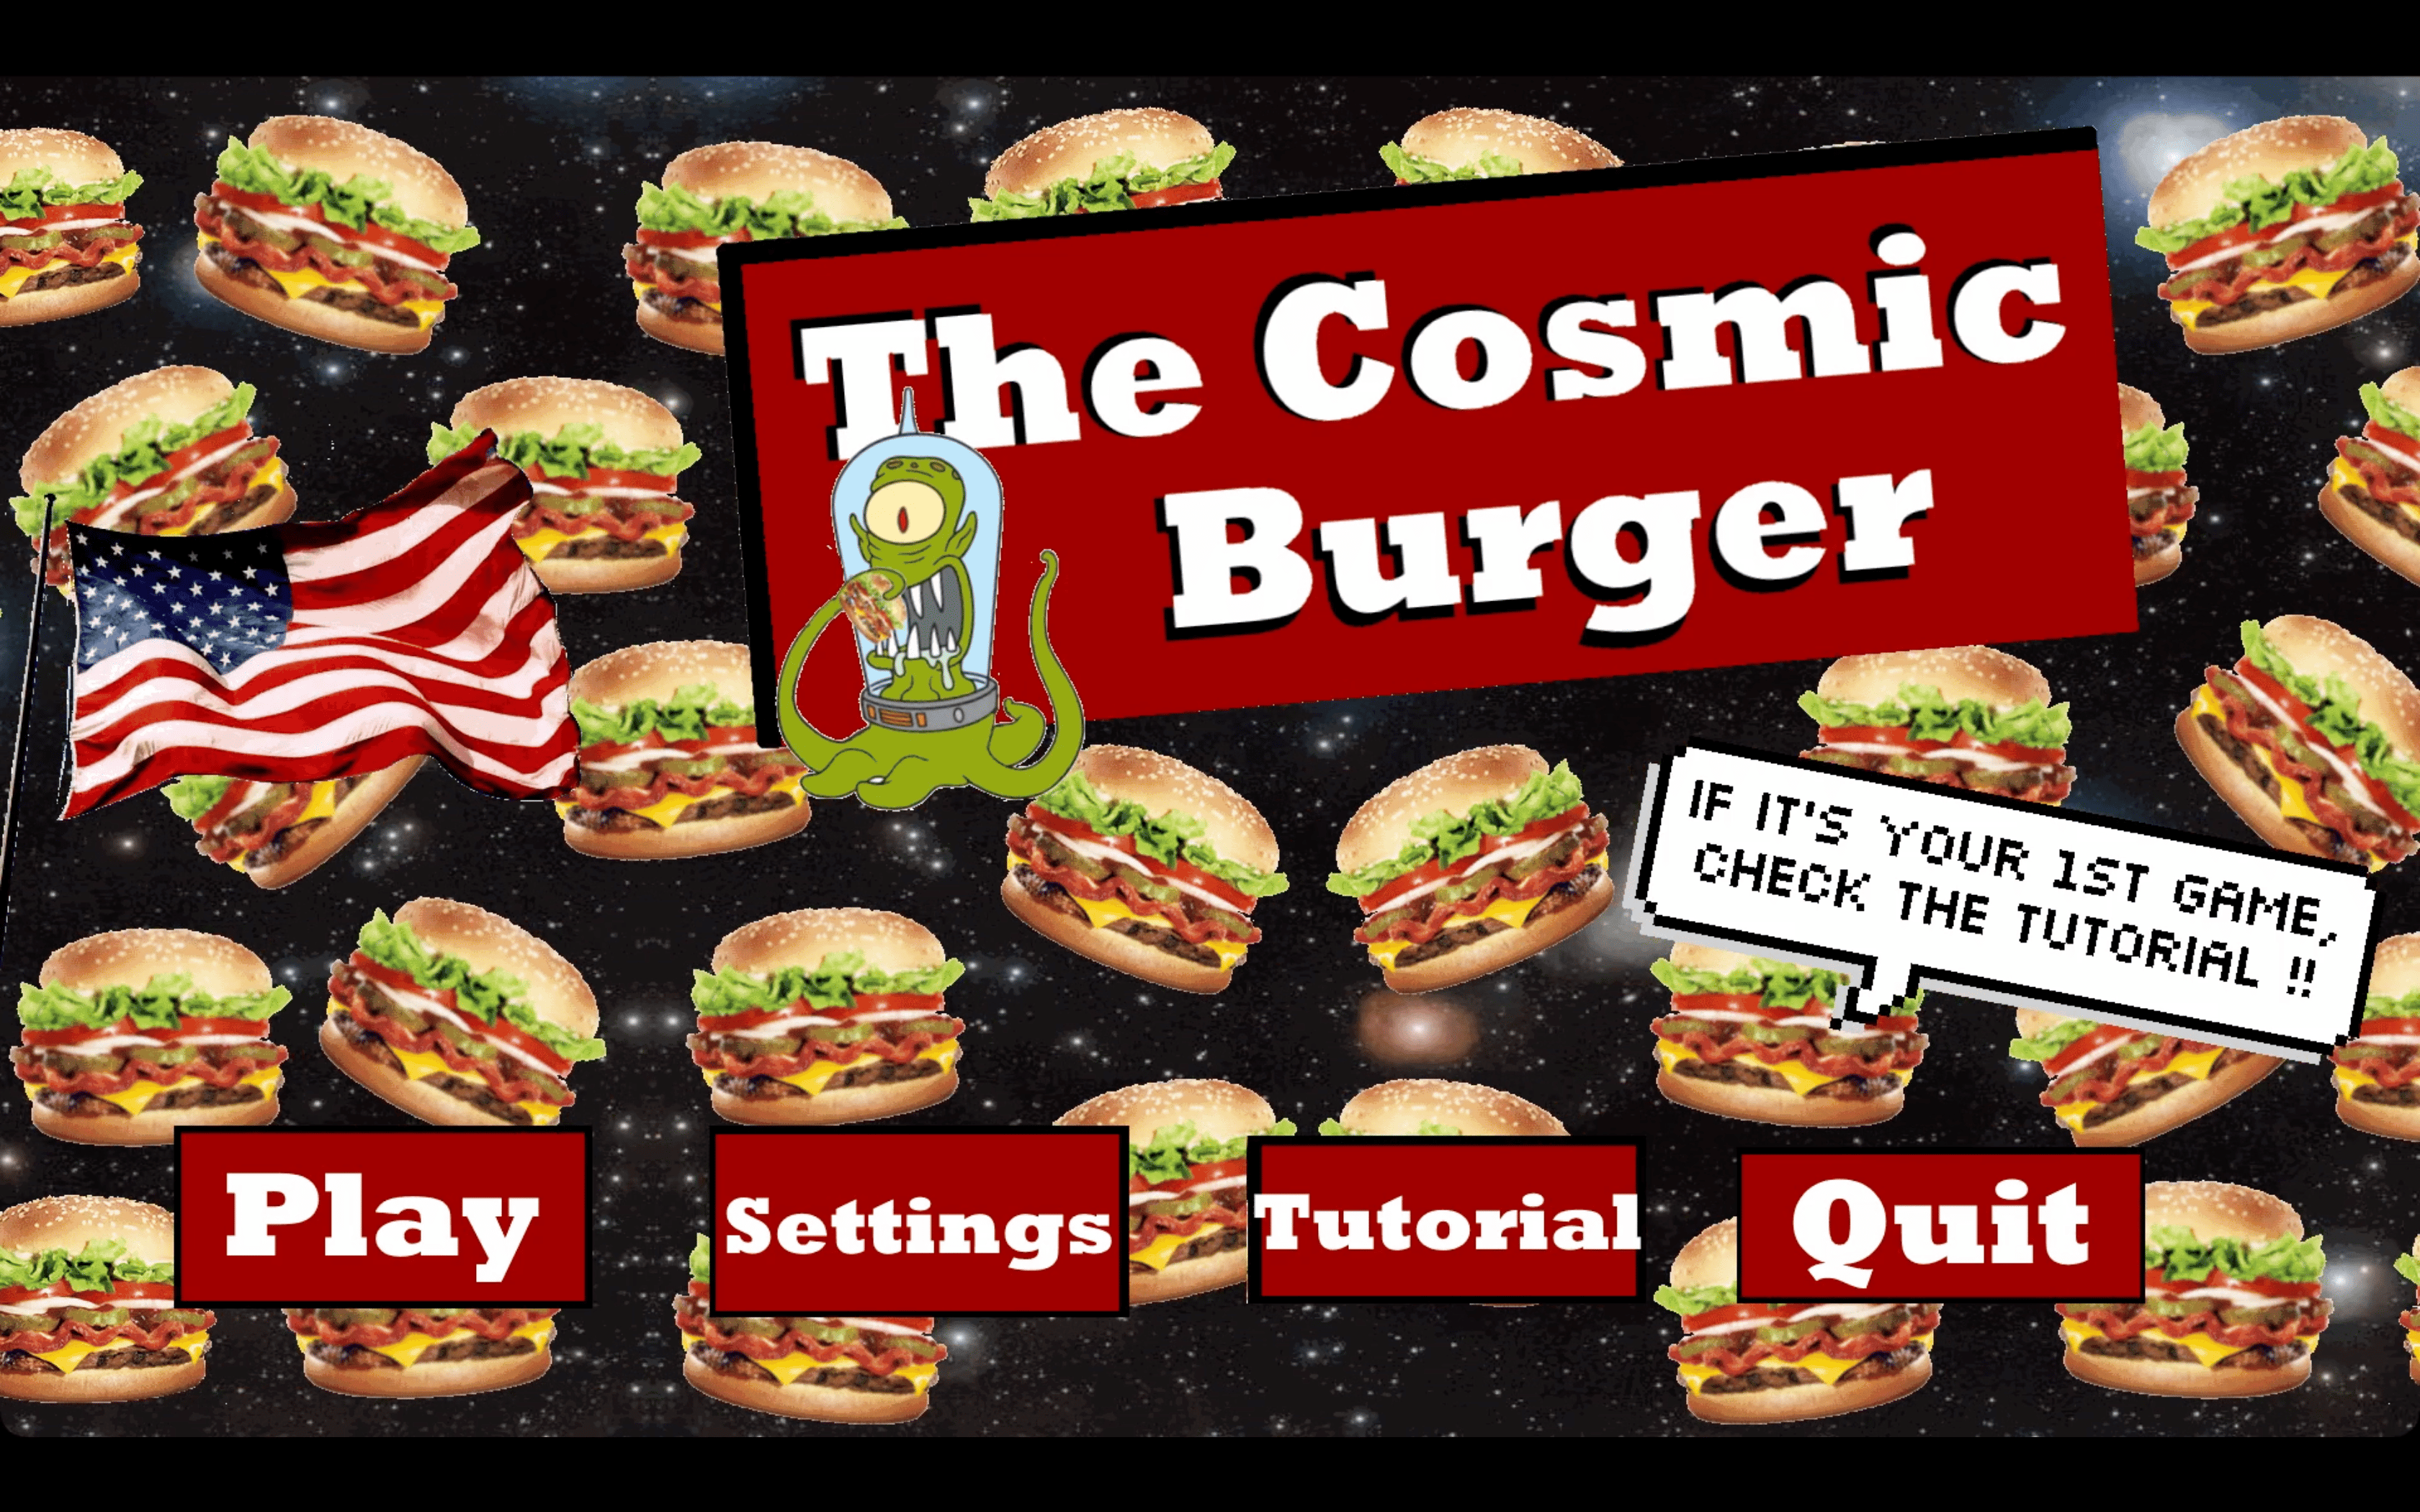 The Cosmic
Burger
IF IT'S YOUR 1ST GAME,
CHECK THE TUTORIAL !!
Play
Settings
Tutorial
Quit